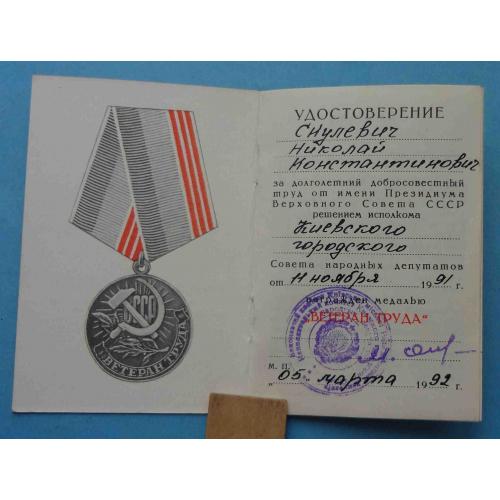 СССР
ВЕТЕРАН ТРУДА
УДОСТОВЕРЕНИЕ
Скулевич
Николай
Константинович
за долголетний добросовестный
труд от имени Президиума
Верховного Совета СССР
решением исполкома
Киевского
городского
Совета народных депутатов
от 11 ноября 1991 г.
награжден медалью
„ВЕТЕРАН ТРУДА“
М. П.
„05„ марта 1992 г.